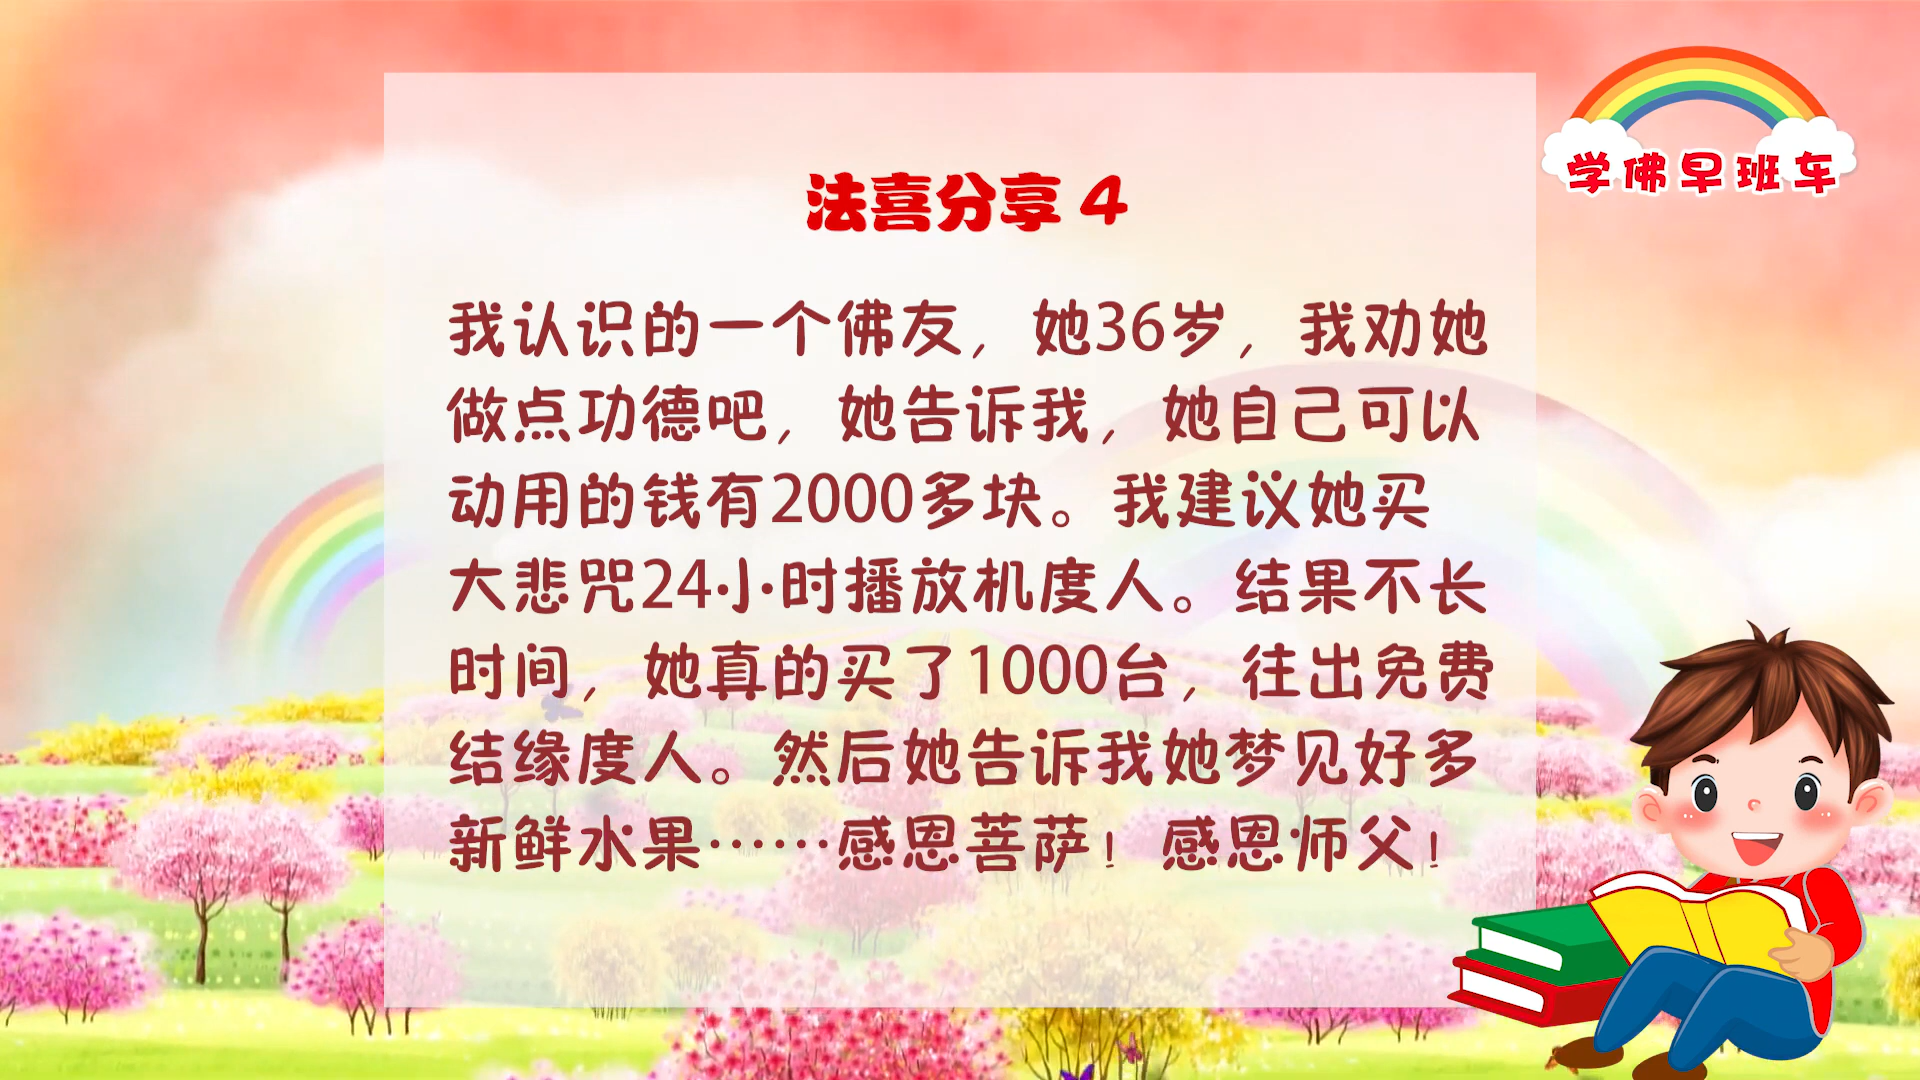 学佛早班车
法喜分享 4
我认识的一个佛友，她36岁，我劝她
做点功德吧，她告诉我，她自己可以
动用的钱有2000多块。我建议她买
大悲咒24小时播放机度人。结果不长
时间，她真的买了1000台，往出免费
结缘度人。然后她告诉我她梦见好多
新鲜水果……感恩菩萨！感恩师父！